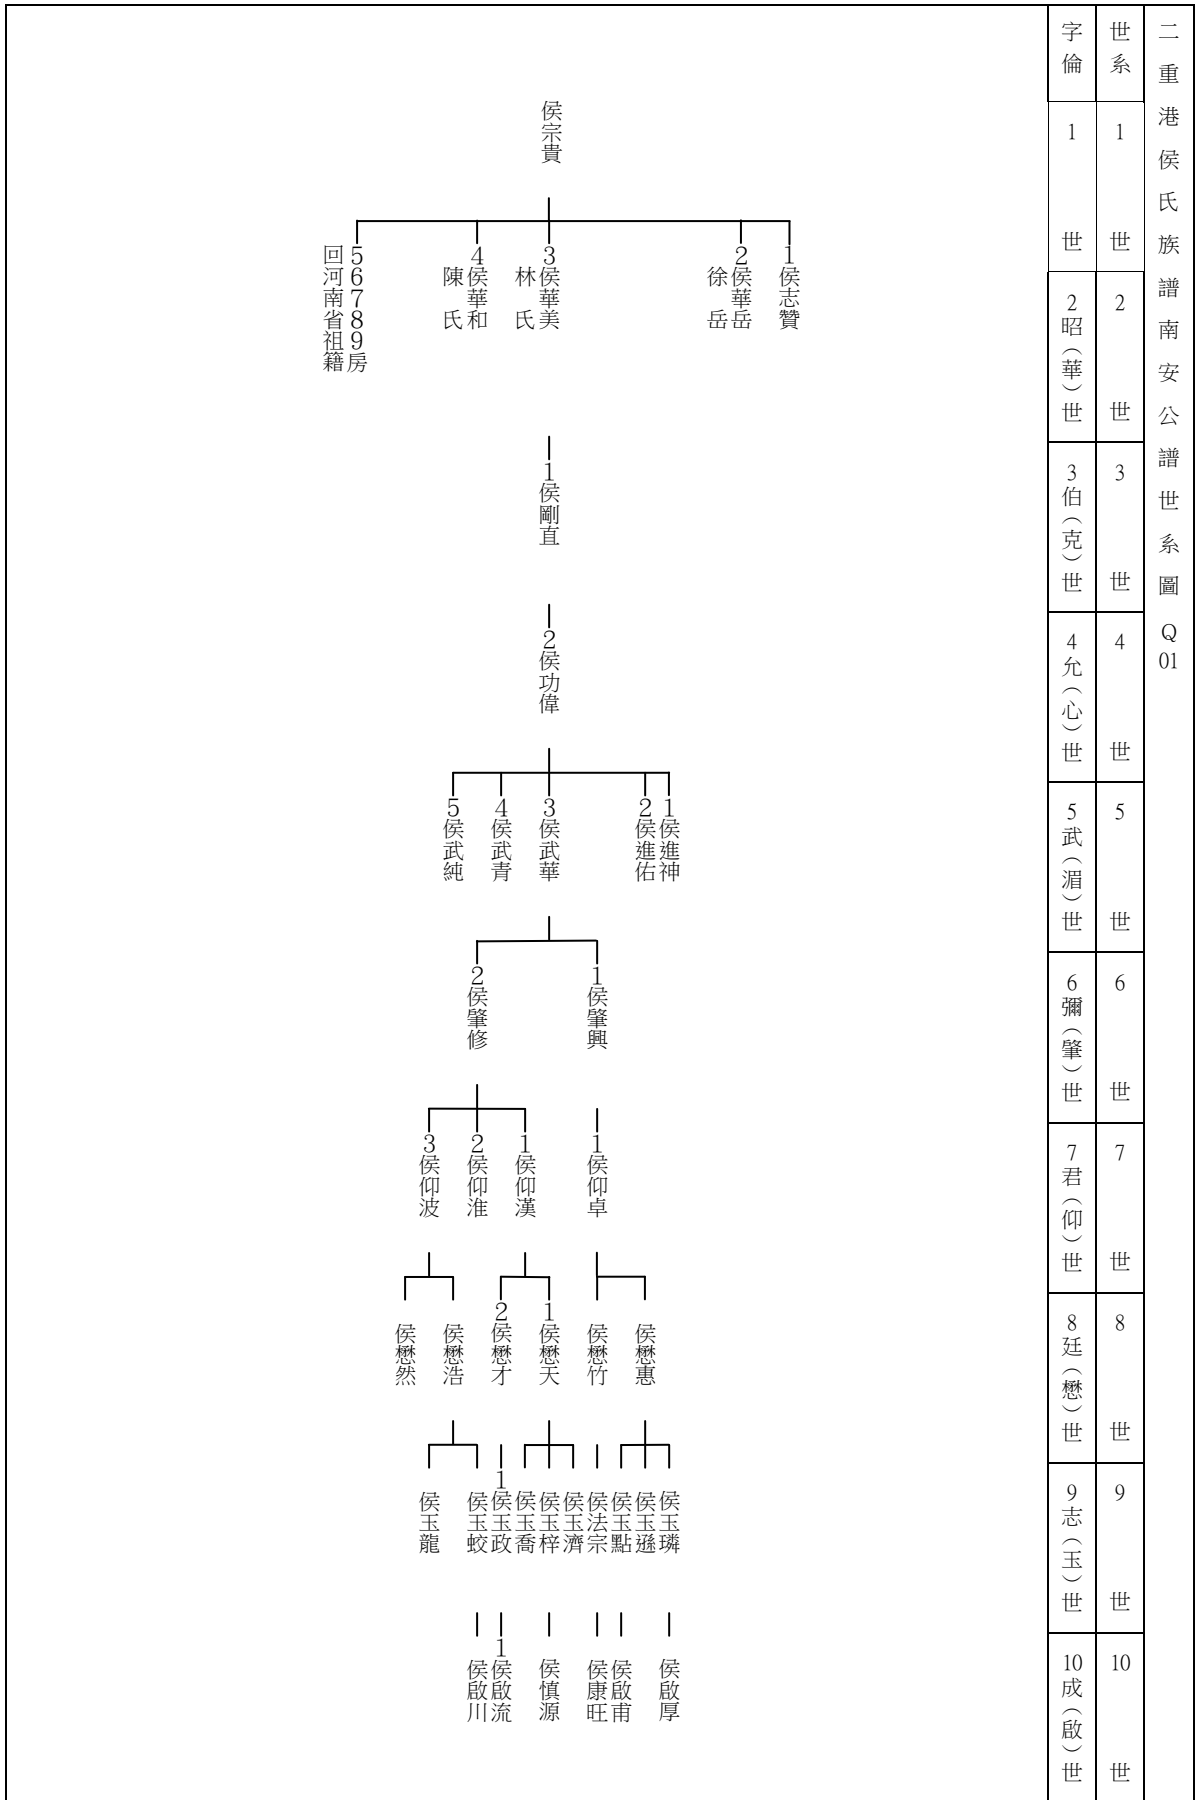 二重港侯氏族譜南安公譜世系圖 Q01
世系
1 世
2 世
3 世
4 世
5 世
6 世
7 世
8 世
9 世
10 世
字倫
1 世
2昭（華）世
3伯（克）世
4允（心）世
5武（湄）世
6彌（肇）世
7君（仰）世
8廷（懋）世
9志（玉）世
10成（啟）世
侯宗貴
1侯志贊
2侯華岳
徐 岳
3侯華美
林 氏
4侯華和
陳 氏
56789房
回河南省祖籍
1侯剛直
2侯功偉
1侯進神
2侯進佑
3侯武華
4侯武青
5侯武純
1侯肇興
2侯肇修
1侯仰卓
1侯仰漢
2侯仰淮
3侯仰波
侯懋惠
侯懋竹
1侯懋天
2侯懋才
侯懋浩
侯懋然
侯玉璘
侯玉遜
侯玉點
侯法宗
侯玉濟
侯玉梓
侯玉喬
1侯玉政
侯玉蛟
侯玉龍
侯啟厚
侯啟甫
侯康旺
侯慎源
1侯啟流
侯啟川